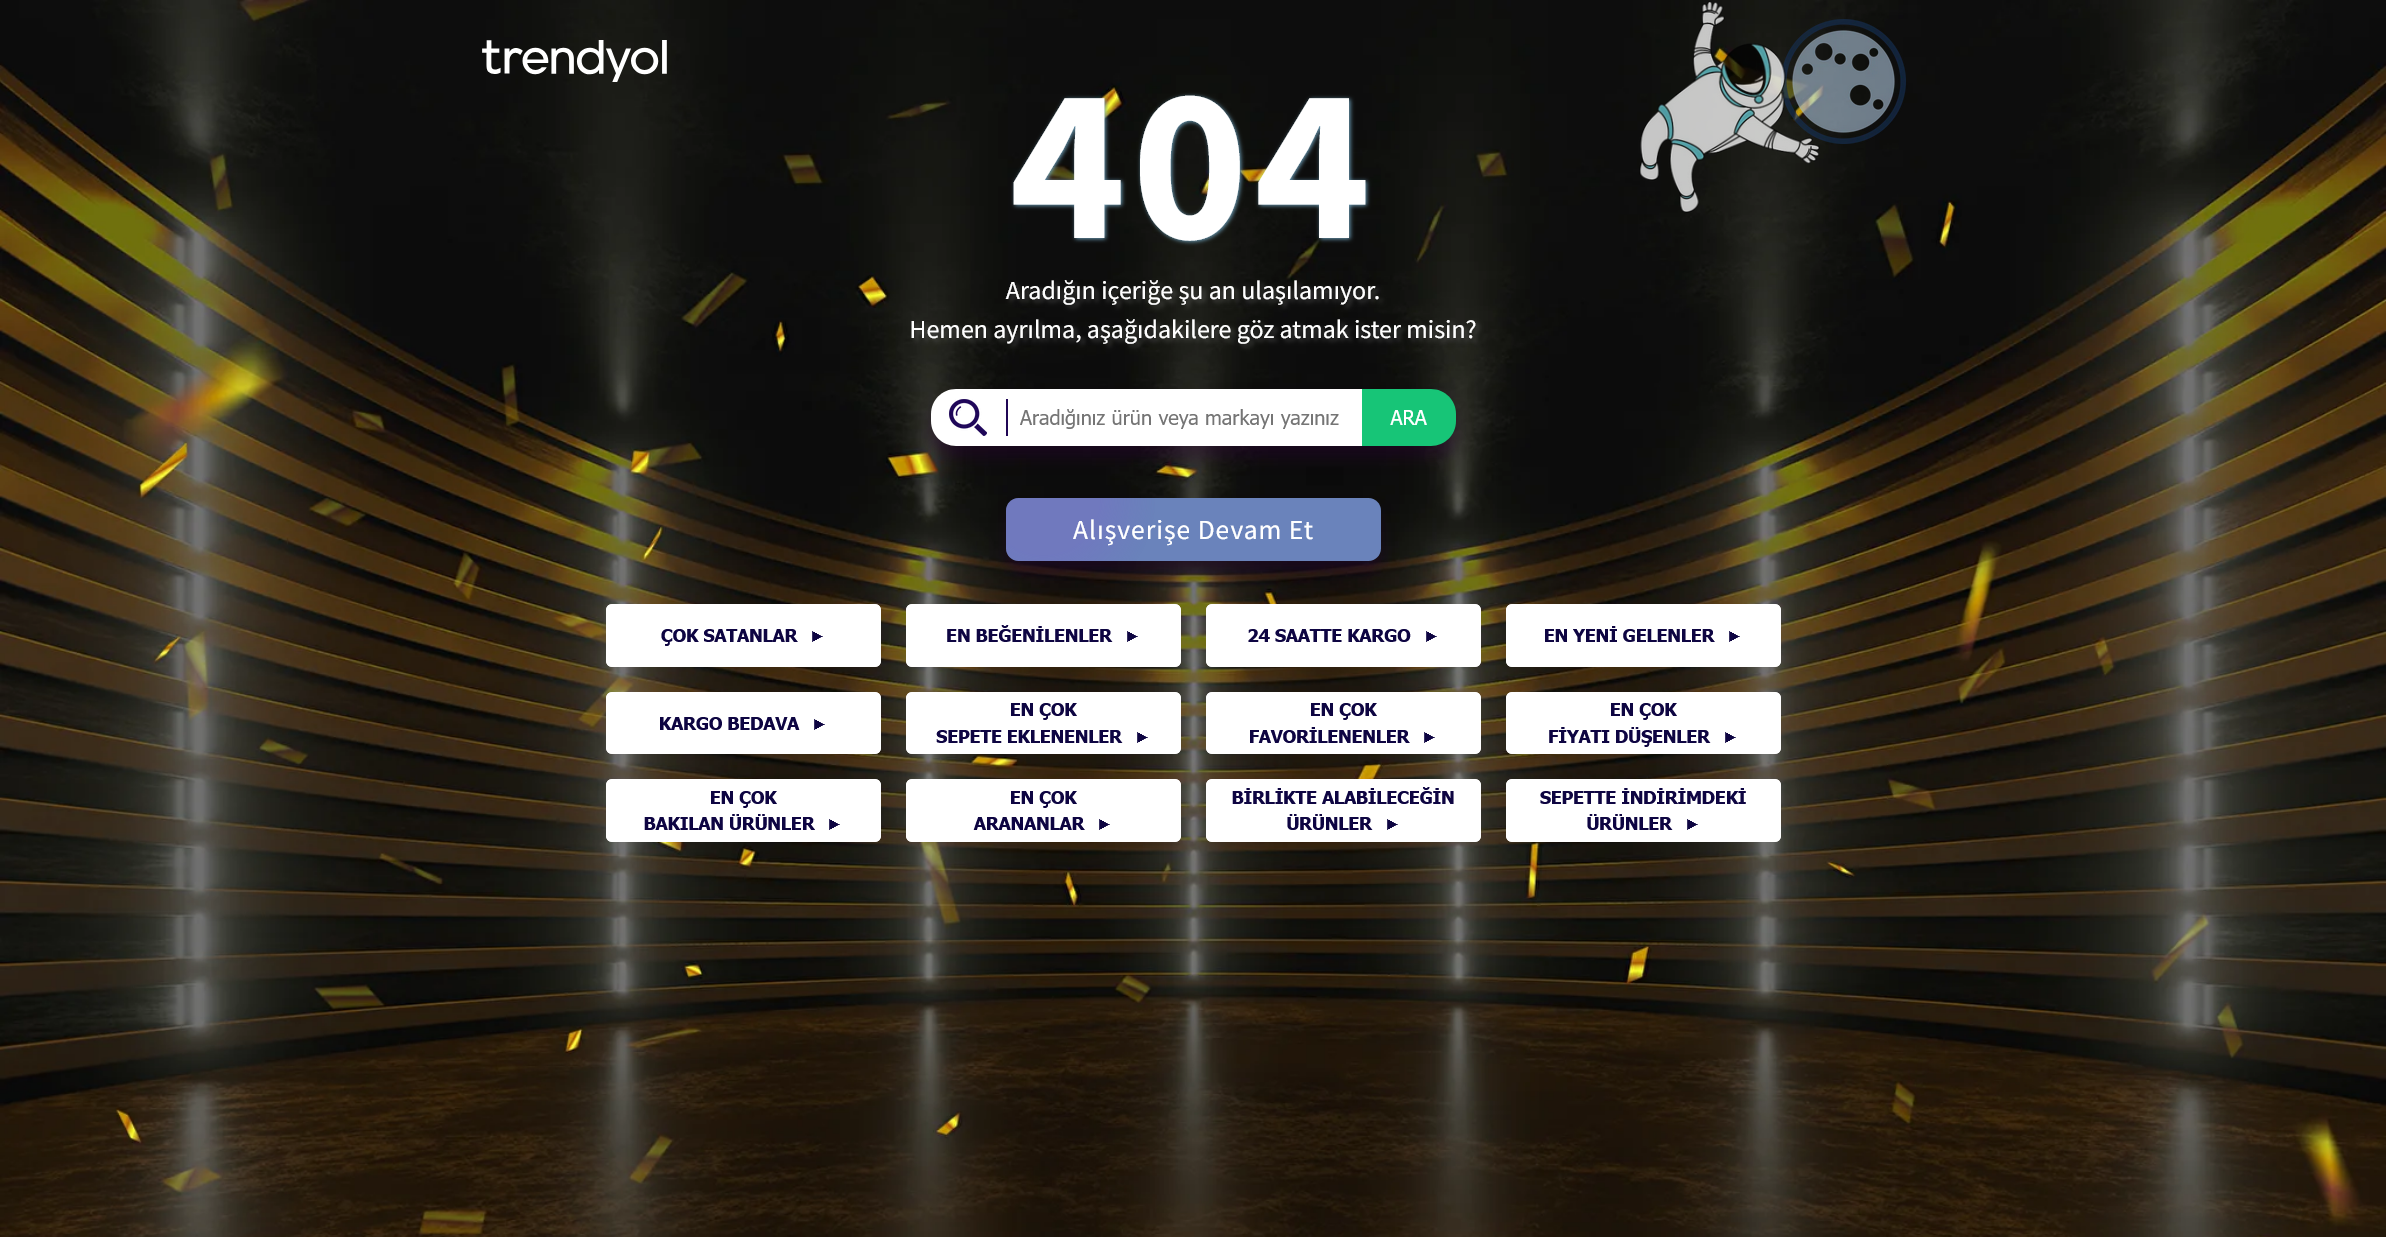 trendyol
404
Aradığın içeriğe şu an ulaşılamıyor.
Hemen ayrılma, aşağıdakilere göz atmak ister misin?
Aradığınız ürün veya markayı yazınız
ARA
Alışverişe Devam Et
ÇOK SATANLAR ►
EN BEĞENİLENLER ►
24 SAATTE KARGO ►
EN YENİ GELENLER ►
KARGO BEDAVA ►
EN ÇOK
SEPETE EKLENENLER ►
EN ÇOK
FAVORİLENENLER ►
EN ÇOK
FİYATI DÜŞENLER ►
EN ÇOK
BAKILAN ÜRÜNLER ►
EN ÇOK
ARANANLAR ►
BİRLİKTE ALABİLECEĞİN
ÜRÜNLER ►
SEPETTE İNDİRİMDEKİ
ÜRÜNLER ►